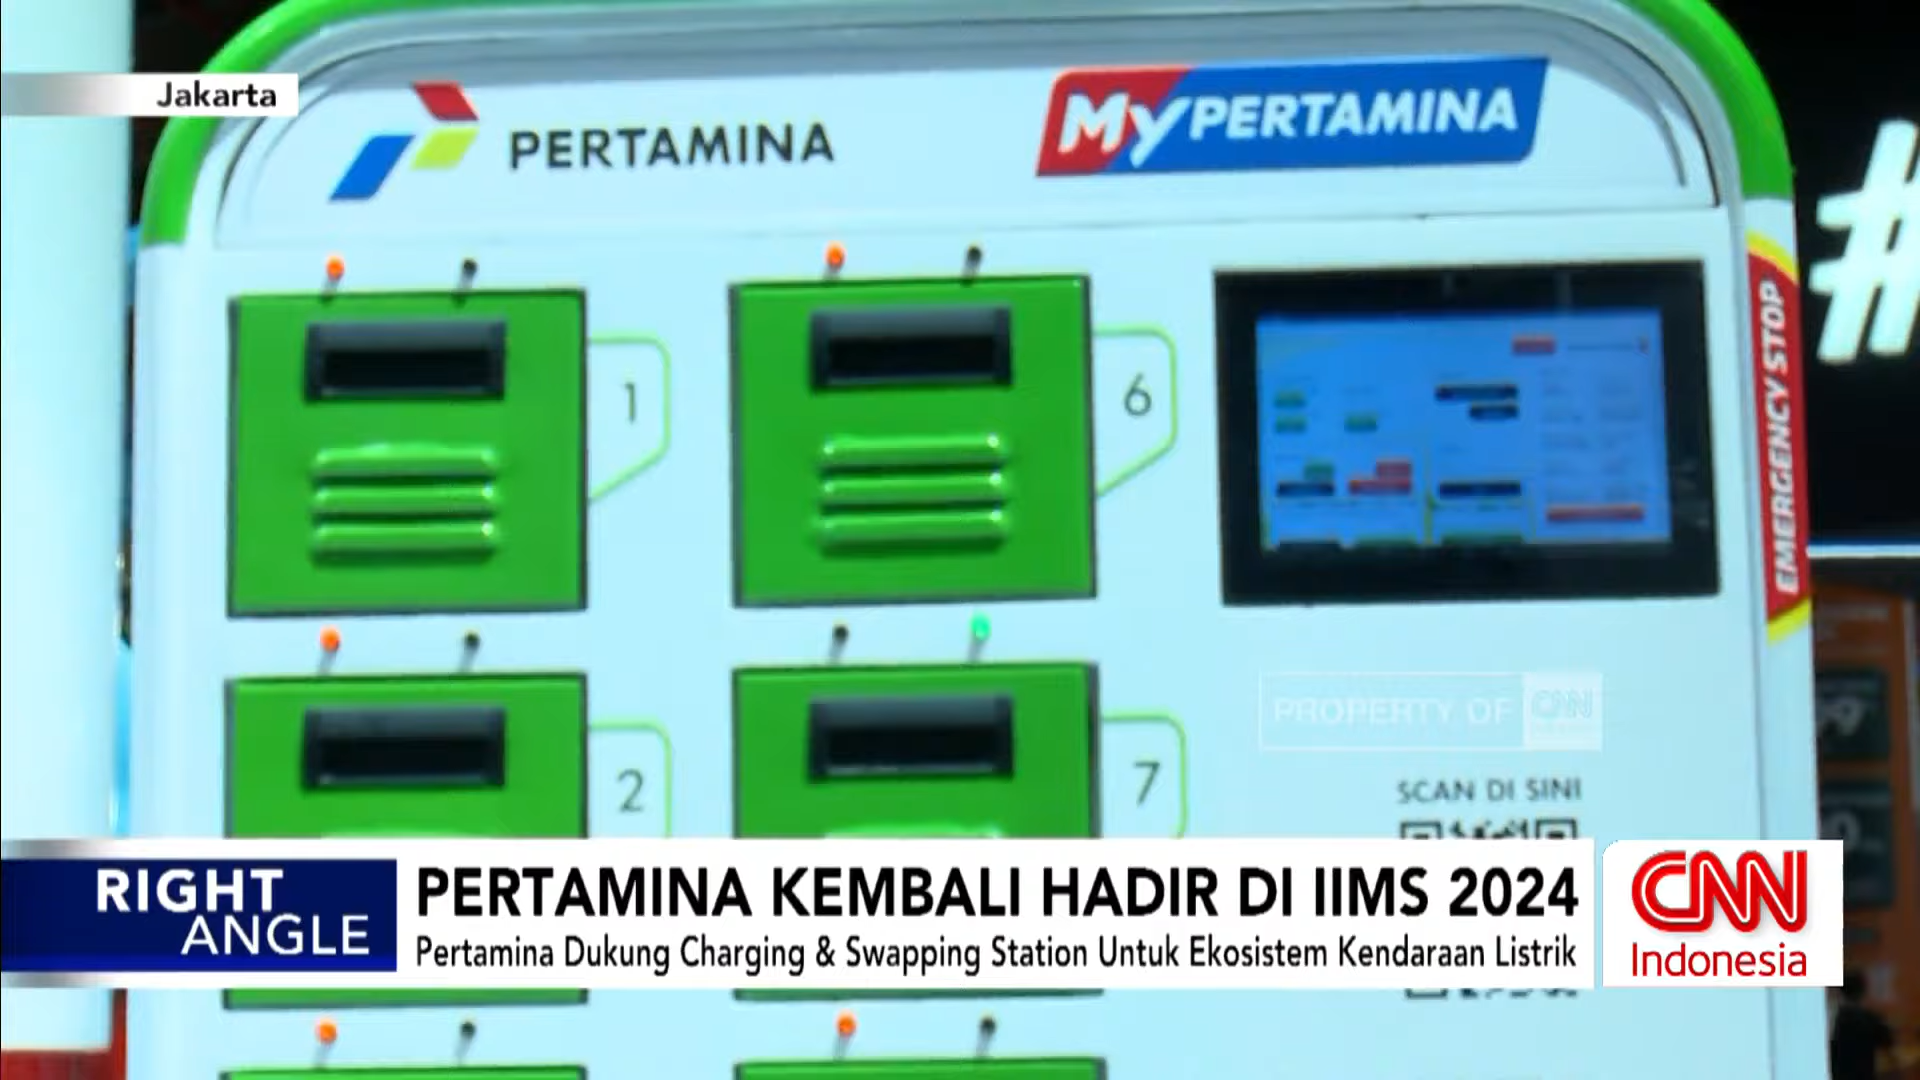 Jakarta
PERTAMINA
MyPERTAMINA
#
1
6
EMERGENCY STOP
2
7
PROPERTY OF CNN
SCAN DI SINI
RIGHT ANGLE
PERTAMINA KEMBALI HADIR DI IIMS 2024
Pertamina Dukung Charging & Swapping Station Untuk Ekosistem Kendaraan Listrik
CNN
Indonesia